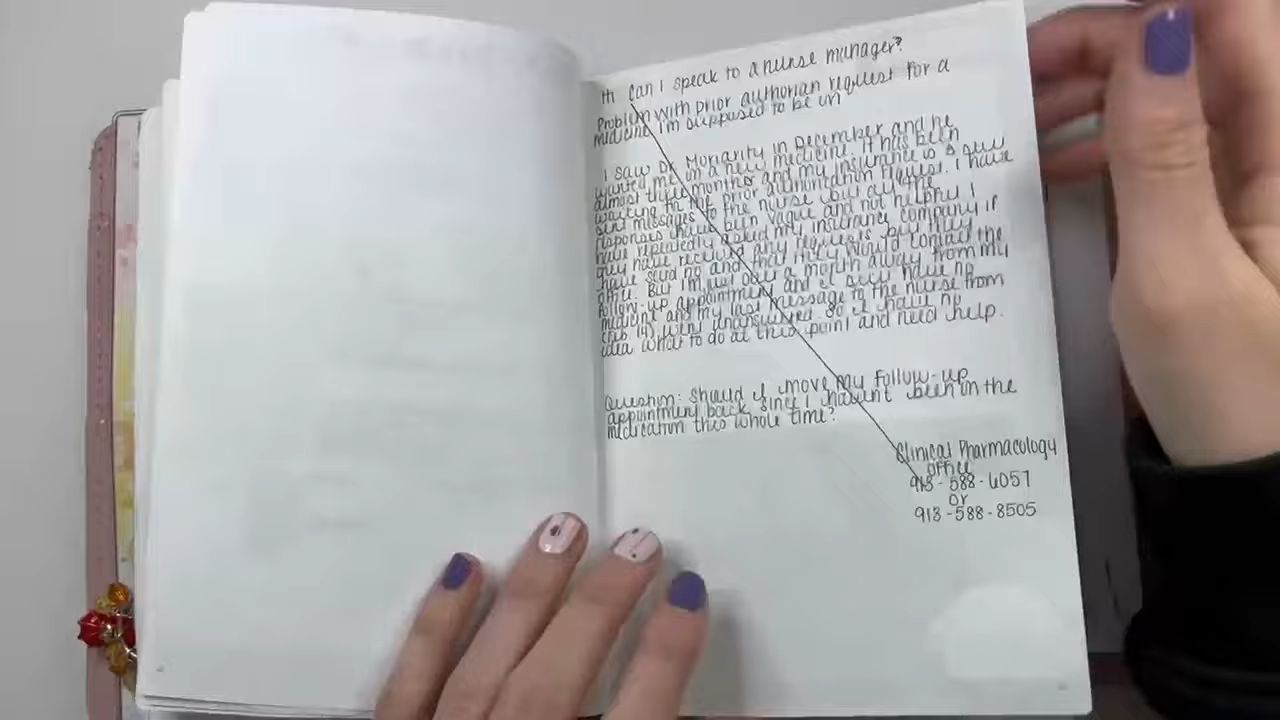 Hi can I speak to a nurse manager?
Problem with prior authorian request for a
medicine I'm supposed to be on
I saw Dr Moriarity in December and he
wanted me on a new medicine. It has been
almost three months and my insurance is still
waiting on the prior authorization request. I have
sent messages to the nurse but all the
responses have been vague and not helpful I
have repeatedly asked my insurance company if
they have received any requests but they
have said no and that they would contact the
office. But I'm just over a month away from my
follow-up appointment and I still have no
medicine and my last message to the nurse from
(Feb 19) went unanswered so I have no
idea what to do at this point and need help.
Question: Should I move my follow-up
appointment back since I haven't been on the
medication this whole time?
Clinical Pharmacology
office
913-588-6057
or
913-588-8505